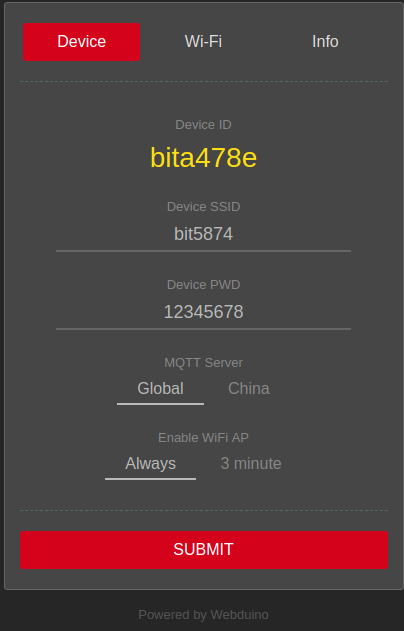 Device Wi-Fi Info
Device ID
bita478e
Device SSID
bit5874
Device PWD
12345678
MQTT Server
Global China
Enable WiFi AP
Always 3 minute
SUBMIT
Powered by Webduino